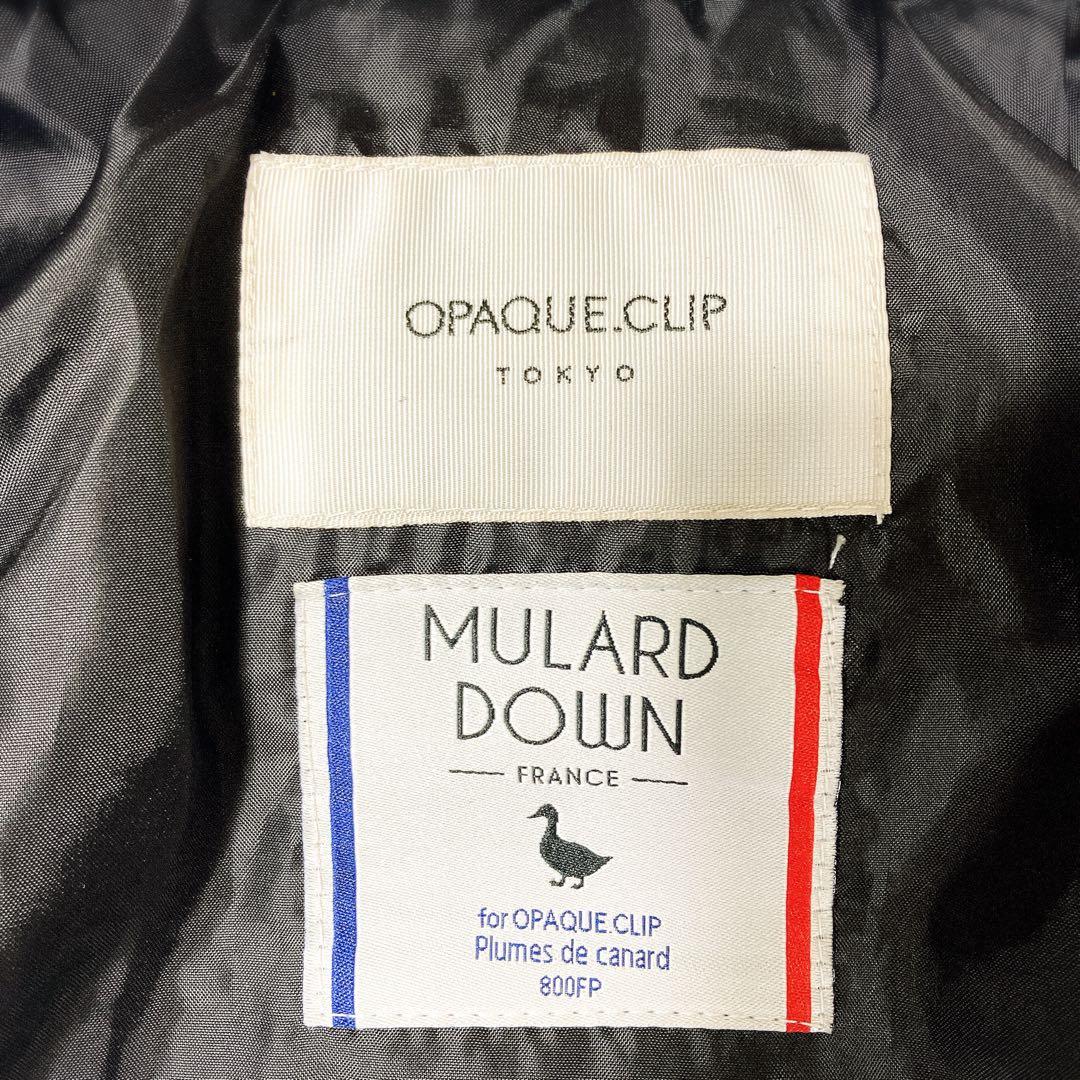 OPAQUE.CLIP
TOKYO
MULARD
DOWN
FRANCE
for OPAQUE.CLIP
Plumes de canard
800FP